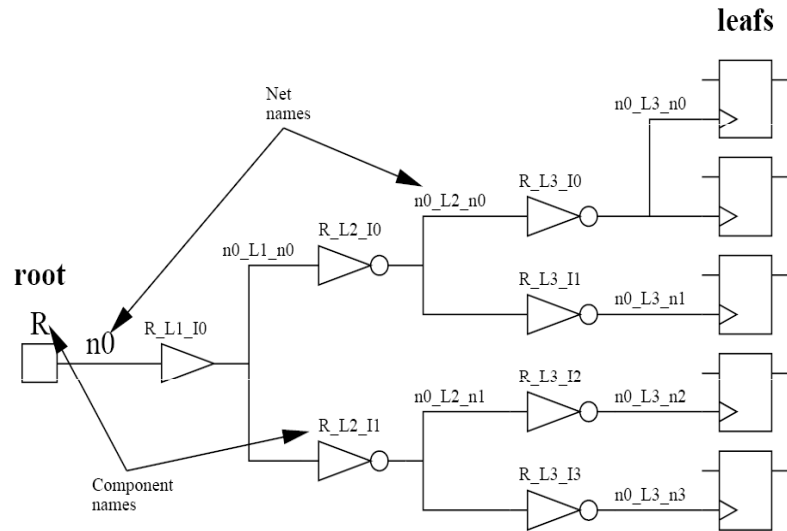 leafs
Net
names
n0_L3_n0
R_L3_I0
n0_L2_n0
R_L2_I0
n0_L1_n0
root
R_L3_I1
n0_L3_n1
R
n0
R_L1_I0
R_L3_I2
n0_L2_n1
n0_L3_n2
R_L2_I1
R_L3_I3
n0_L3_n3
Component
names